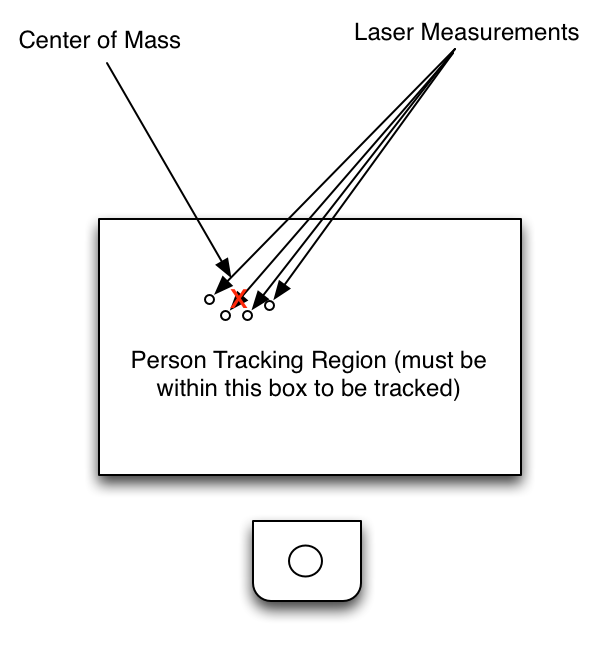 Center of Mass
Laser Measurements
X
Person Tracking Region (must be
within this box to be tracked)